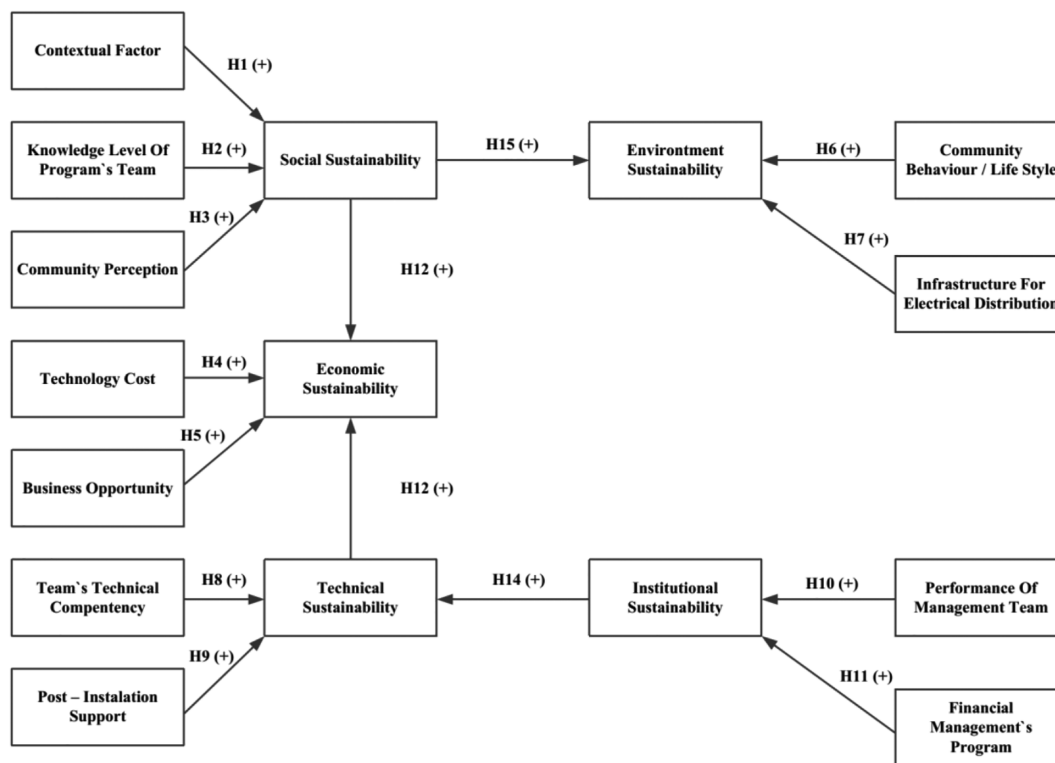 Contextual Factor
H1 (+)
Knowledge Level Of
Program`s Team
H2 (+)
Social Sustainability
H15 (+)
Environtment
Sustainability
H6 (+)
Community
Behaviour / Life Style
H3 (+)
Community Perception
H7 (+)
H12 (+)
Infrastructure For
Electrical Distribution
Technology Cost
H4 (+)
Economic
Sustainability
H5 (+)
Business Opportunity
H12 (+)
Team`s Technical
Compentency
H8 (+)
Technical
Sustainability
H14 (+)
Institutional
Sustainability
H10 (+)
Performance Of
Management Team
H9 (+)
Post – Instalation
Support
H11 (+)
Financial
Management`s
Program